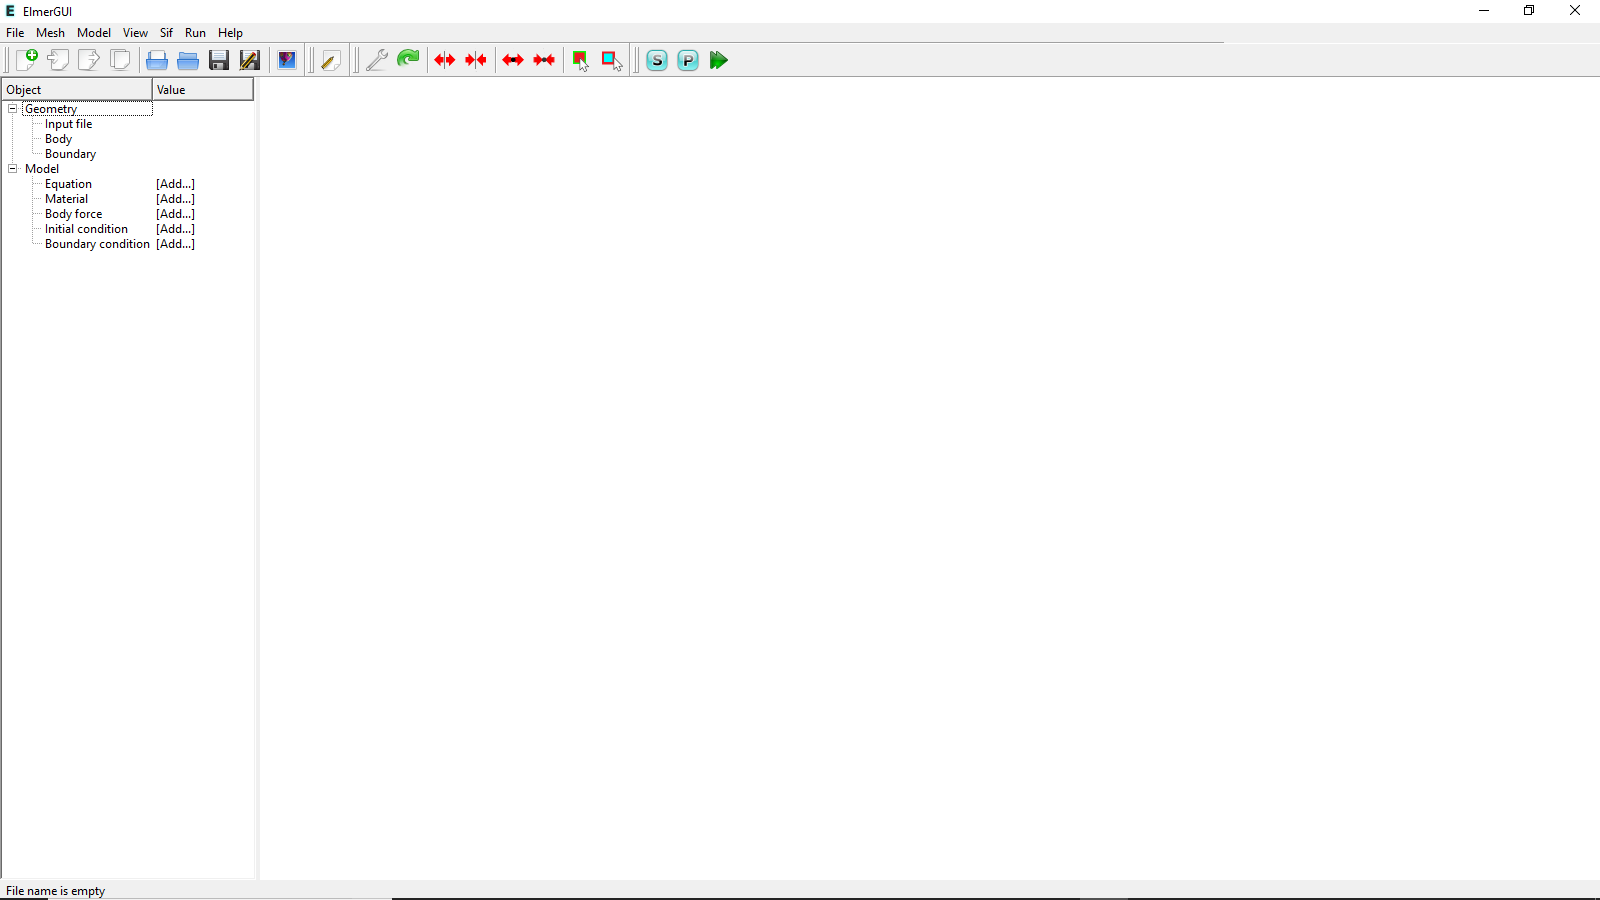 E ElmerGUI
File Mesh Model View Sif Run Help
S P
Object Value
Geometry
Input file
Body
Boundary
Model
Equation [Add...]
Material [Add...]
Body force [Add...]
Initial condition [Add...]
Boundary condition [Add...]
File name is empty